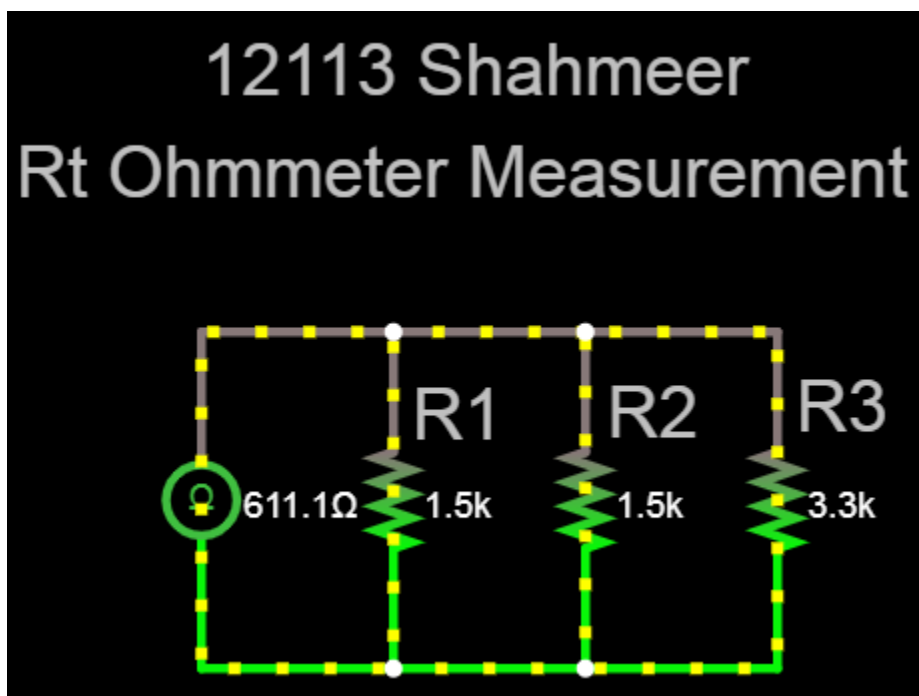 12113 Shahmeer
Rt Ohmmeter Measurement
R1
R2
R3
Ω
611.1Ω
1.5k
1.5k
3.3k